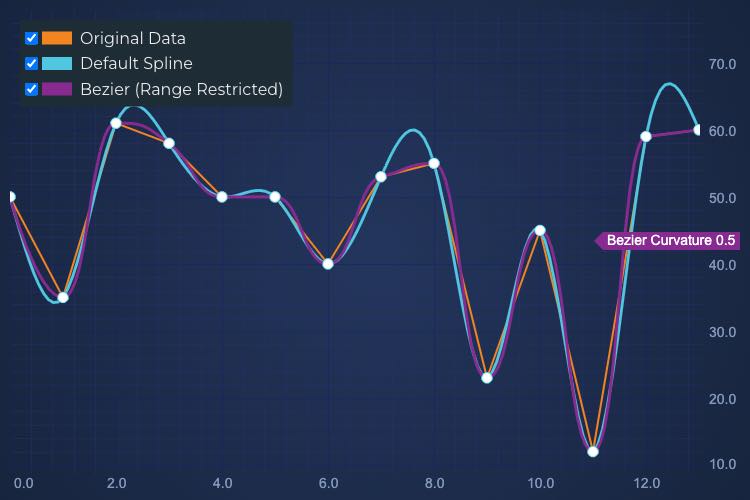 Original Data
Default Spline
Bezier (Range Restricted)
70.0
60.0
50.0
Bezier Curvature 0.5
40.0
30.0
20.0
10.0
0.0 2.0 4.0 6.0 8.0 10.0 12.0